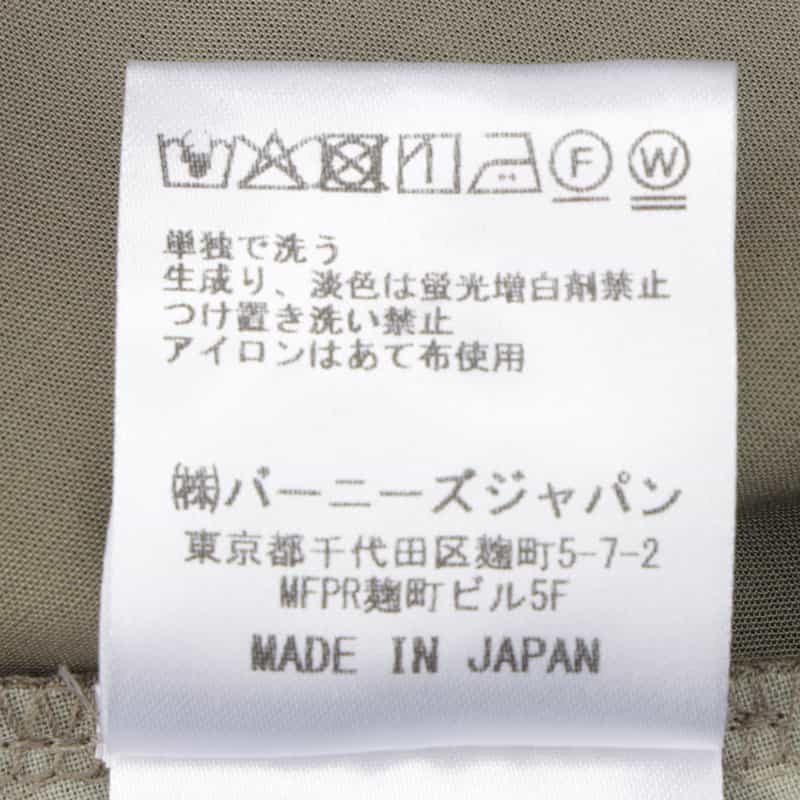 F W
単独で洗う
生成り、淡色は蛍光増白剤禁止
つけ置き洗い禁止
アイロンはあて布使用
㈱バーニーズジャパン
東京都千代田区麹町5-7-2
MFPR麹町ビル5F
MADE IN JAPAN